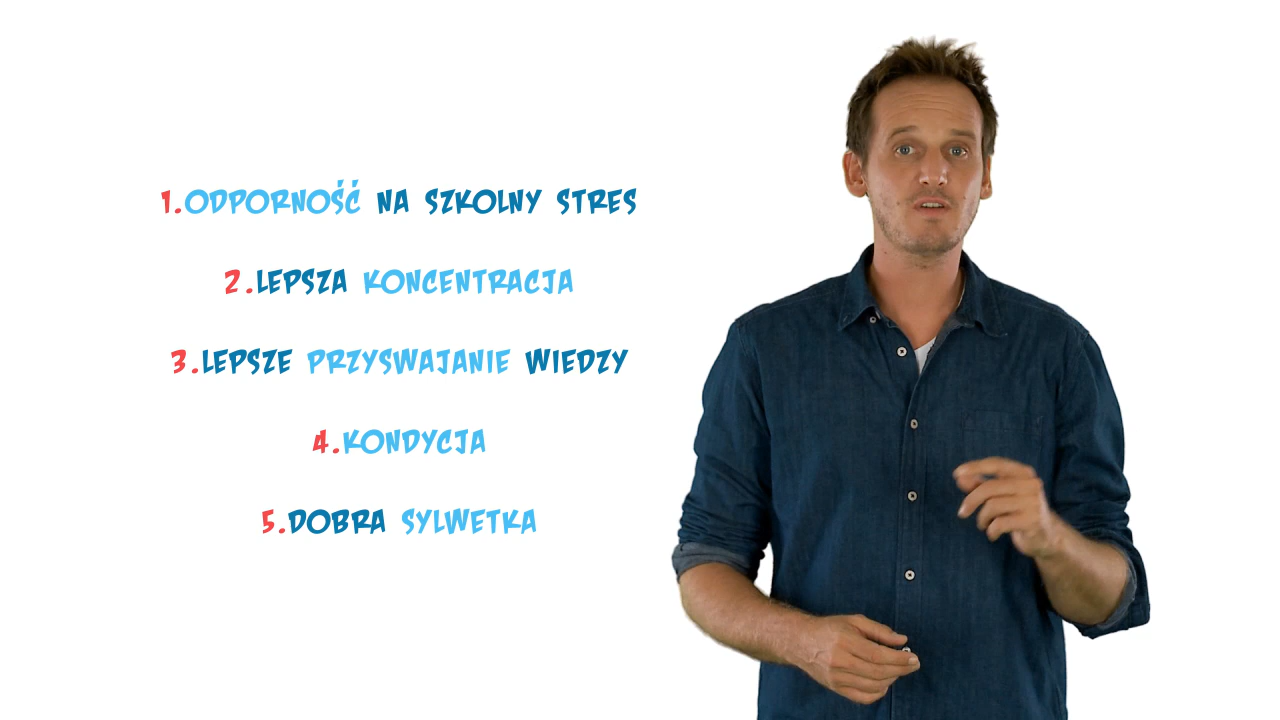 1.ODPORNOŚĆ NA SZKOLNY STRES
2.LEPSZA KONCENTRACJA
3.LEPSZE PRZYSWAJANIE WIEDZY
4.KONDYCJA
5.DOBRA SYLWETKA